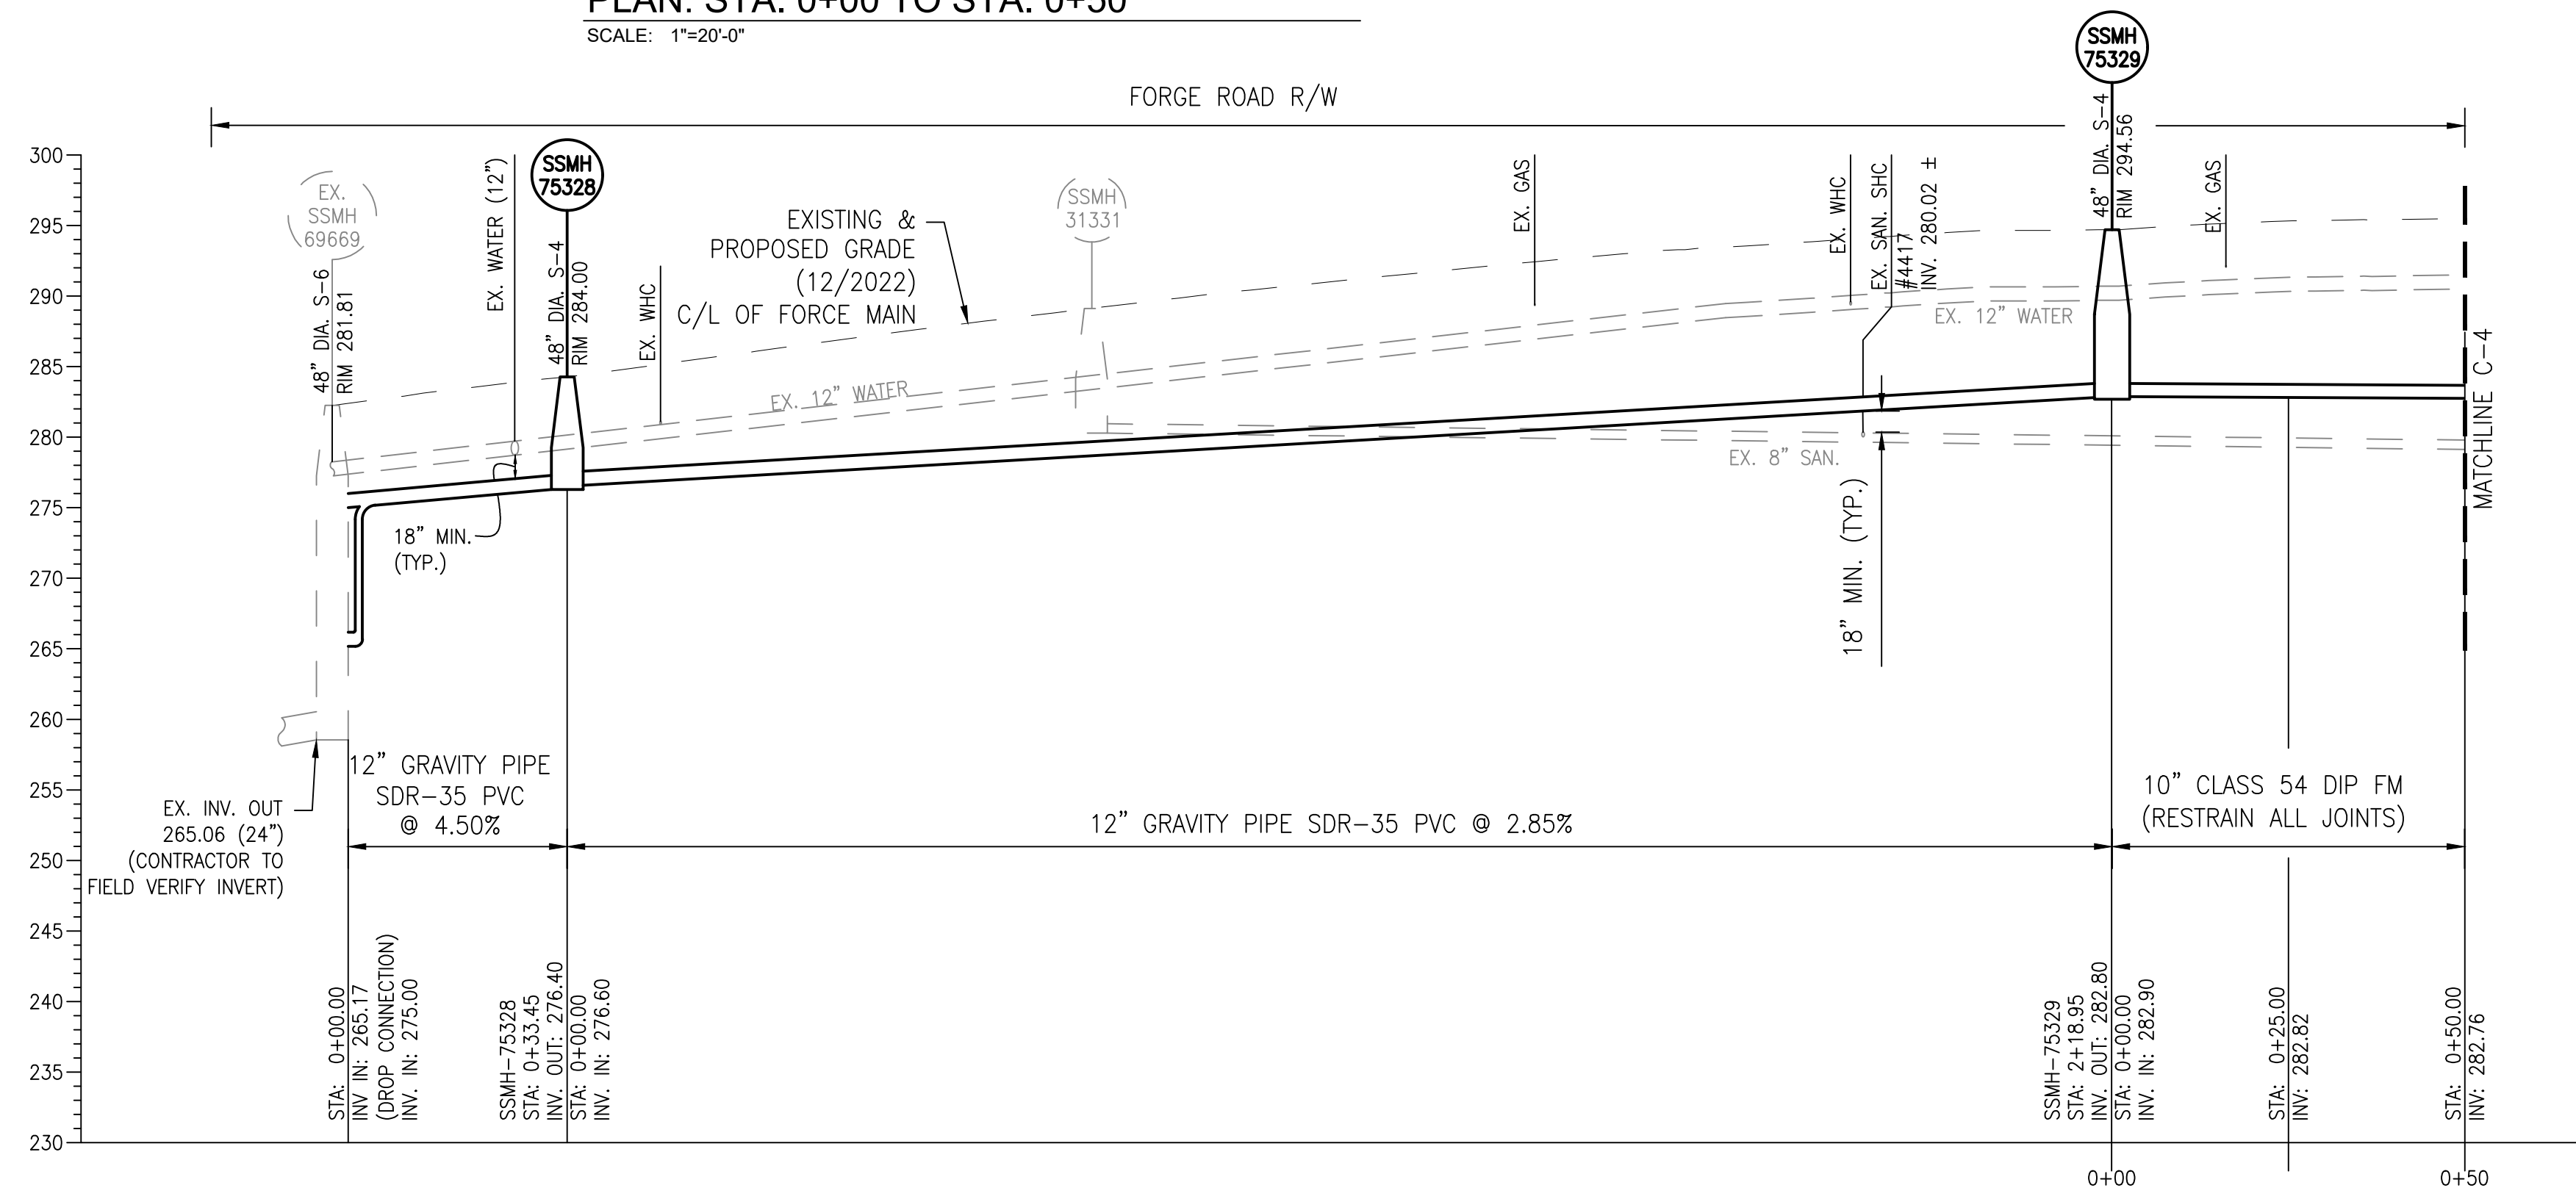 PLAN: STA. 0+00 TO STA. 0+50
SCALE: 1"=20'-0"
SSMH
75329
FORGE ROAD R/W
300
295
290
285
280
275
270
265
260
255
250
245
240
235
230
EX.
SSMH
69669
48" DIA. S-6
RIM 281.81
EX. WATER (12")
SSMH
75328
48" DIA. S-4
RIM 284.00
EX. WHC
EXISTING &
PROPOSED GRADE
(12/2022)
C/L OF FORCE MAIN
SSMH
31331
EX. GAS
EX. WHC
EX. SAN. SHC
#4417
INV. 280.02 ±
48" DIA. S-4
RIM 294.56
EX. GAS
EX. 12" WATER
EX. 12" WATER
EX. 8" SAN.
MATCHLINE C-4
18" MIN.
(TYP.)
18" MIN. (TYP.)
EX. INV. OUT
265.06 (24")
(CONTRACTOR TO
FIELD VERIFY INVERT)
12" GRAVITY PIPE
SDR-35 PVC
@ 4.50%
12" GRAVITY PIPE SDR-35 PVC @ 2.85%
10" CLASS 54 DIP FM
(RESTRAIN ALL JOINTS)
STA: 0+00.00
INV IN: 265.17
(DROP CONNECTION)
INV. IN: 275.00
SSMH-75328
STA: 0+33.45
INV. OUT: 276.40
STA: 0+00.00
INV. IN: 276.60
SSMH-75329
STA: 2+18.95
INV. OUT: 282.80
STA: 0+00.00
INV. IN: 282.90
STA: 0+25.00
INV: 282.82
STA: 0+50.00
INV: 282.76
0+00
0+50